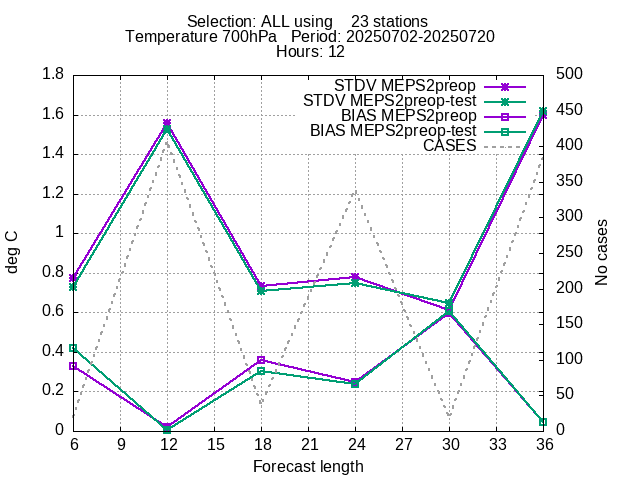 Selection: ALL using    23 stations
Temperature 700hPa   Period: 20250702-20250720
Hours: 12
STDV MEPS2preop
STDV MEPS2preop-test
BIAS MEPS2preop
BIAS MEPS2preop-test
CASES
deg C
1.8
1.6
1.4
1.2
1
0.8
0.6
0.4
0.2
0
500
450
400
350
300
250
200
150
100
50
0
No cases
6 9 12 15 18 21 24 27 30 33 36
Forecast length